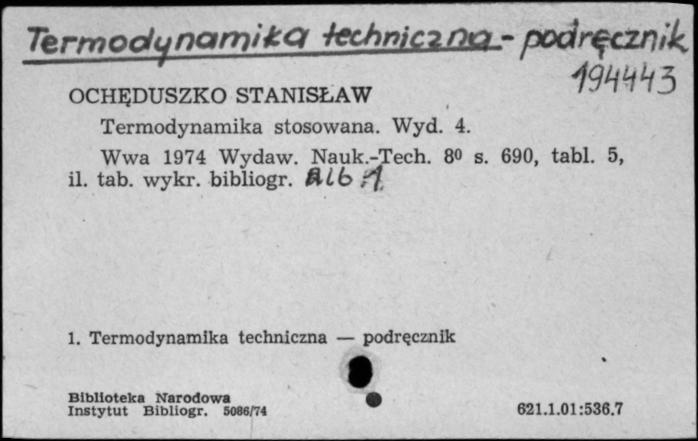 Termodynamika techniczna - podręcznik
194443
OCHĘDUSZKO STANISŁAW
Termodynamika stosowana. Wyd. 4.
Wwa 1974 Wydaw. Nauk.-Tech. 8⁰ s. 690, tabl. 5,
il. tab. wykr. bibliogr.
1. Termodynamika techniczna — podręcznik
Biblioteka Narodowa
Instytut Bibliogr. 5086/74
621.1.01:536.7